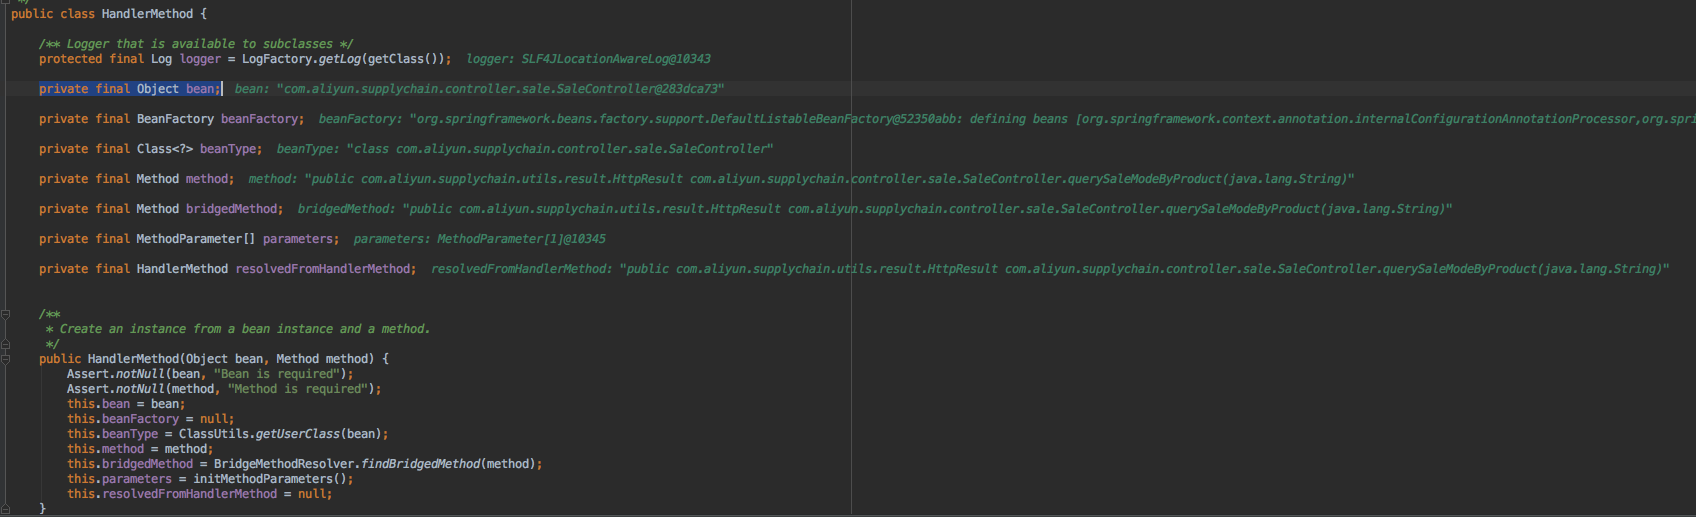 */
public class HandlerMethod {
/** Logger that is available to subclasses */
protected final Log logger = LogFactory.getLog(getClass());  logger: SLF4JLocationAwareLog@10343
private final Object bean;  bean: "com.aliyun.supplychain.controller.sale.SaleController@283dca73"
private final BeanFactory beanFactory;  beanFactory: "org.springframework.beans.factory.support.DefaultListableBeanFactory@52350abb: defining beans [org.springframework.context.annotation.internalConfigurationAnnotationProcessor,org.spri
private final Class<?> beanType;  beanType: "class com.aliyun.supplychain.controller.sale.SaleController"
private final Method method;  method: "public com.aliyun.supplychain.utils.result.HttpResult com.aliyun.supplychain.controller.sale.SaleController.querySaleModeByProduct(java.lang.String)"
private final Method bridgedMethod;  bridgedMethod: "public com.aliyun.supplychain.utils.result.HttpResult com.aliyun.supplychain.controller.sale.SaleController.querySaleModeByProduct(java.lang.String)"
private final MethodParameter[] parameters;  parameters: MethodParameter[1]@10345
private final HandlerMethod resolvedFromHandlerMethod;  resolvedFromHandlerMethod: "public com.aliyun.supplychain.utils.result.HttpResult com.aliyun.supplychain.controller.sale.SaleController.querySaleModeByProduct(java.lang.String)"
/**
* Create an instance from a bean instance and a method.
*/
public HandlerMethod(Object bean, Method method) {
Assert.notNull(bean, "Bean is required");
Assert.notNull(method, "Method is required");
this.bean = bean;
this.beanFactory = null;
this.beanType = ClassUtils.getUserClass(bean);
this.method = method;
this.bridgedMethod = BridgeMethodResolver.findBridgedMethod(method);
this.parameters = initMethodParameters();
this.resolvedFromHandlerMethod = null;
}